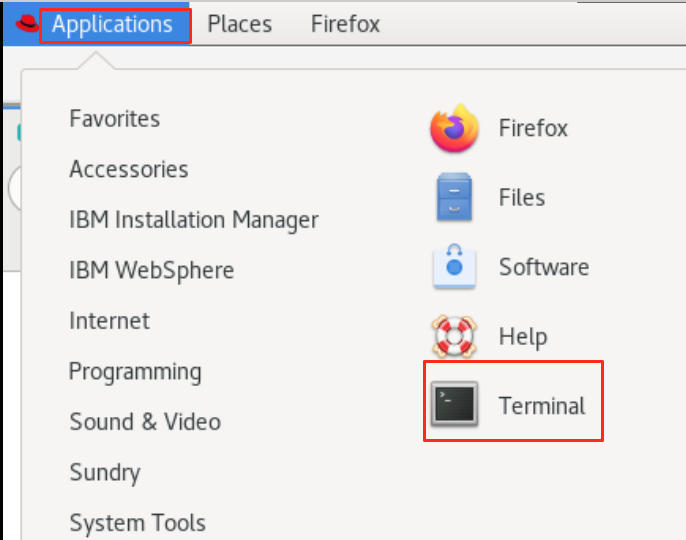 Applications Places Firefox
Favorites
Accessories
IBM Installation Manager
IBM WebSphere
Internet
Programming
Sound & Video
Sundry
System Tools
Firefox
Files
Software
Help
Terminal